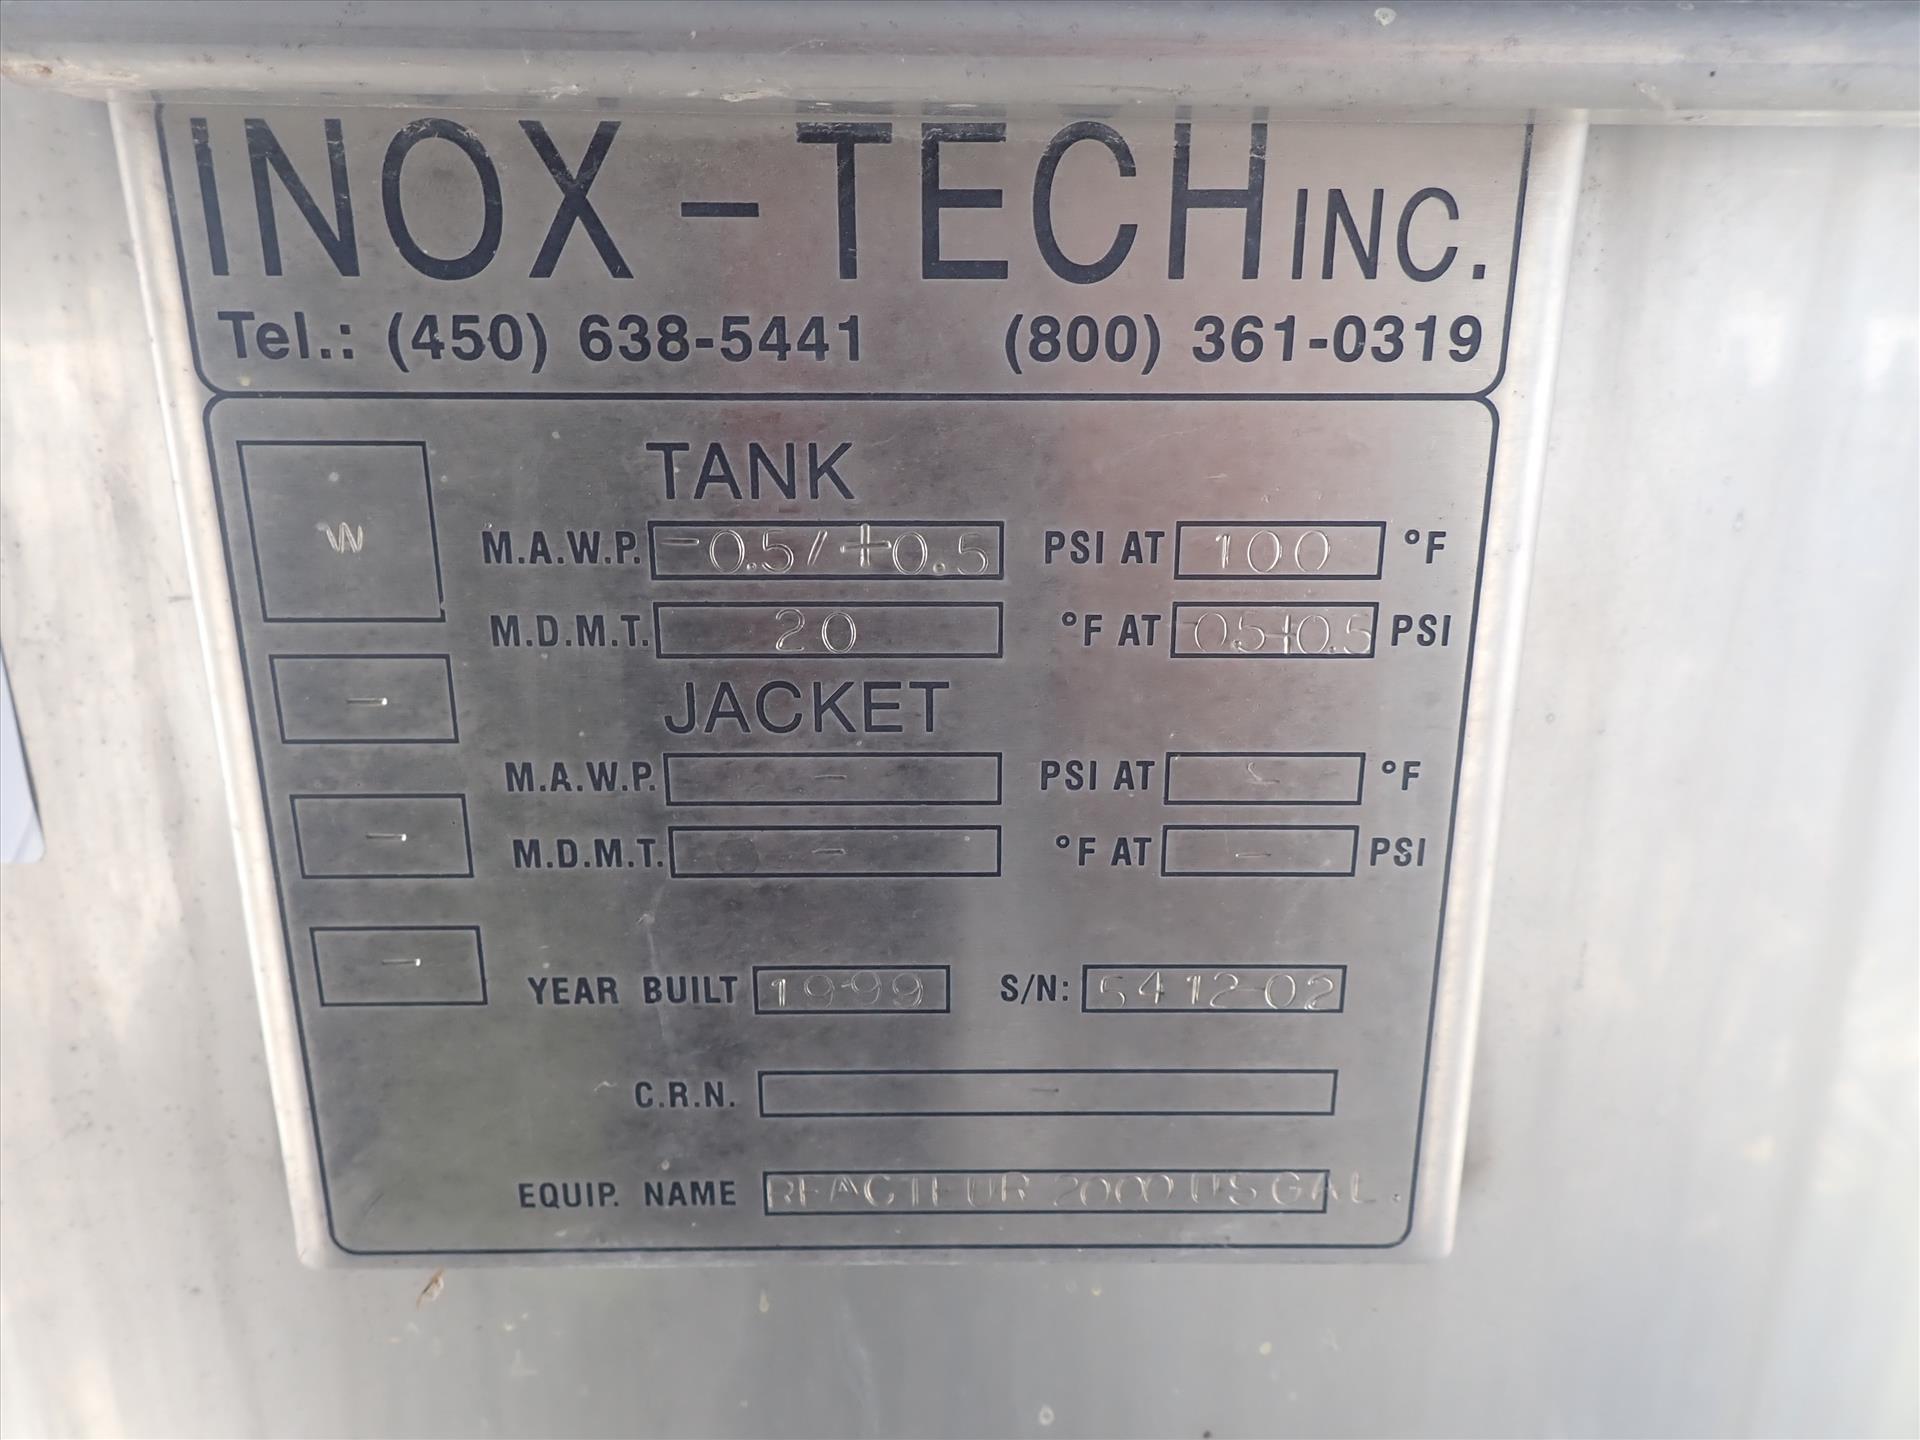 INOX-TECH INC.
Tel.: (450) 638-5441 (800) 361-0319
TANK
W
M.A.W.P. -0.5/+0.5 PSI AT 100 °F
M.D.M.T. 20 °F AT -0.5+0.5 PSI
JACKET
-
M.A.W.P. - PSI AT - °F
-
M.D.M.T. - °F AT - PSI
-
YEAR BUILT 1999 S/N: 5412-02
C.R.N. -
EQUIP. NAME REACTEUR 2000 US GAL.